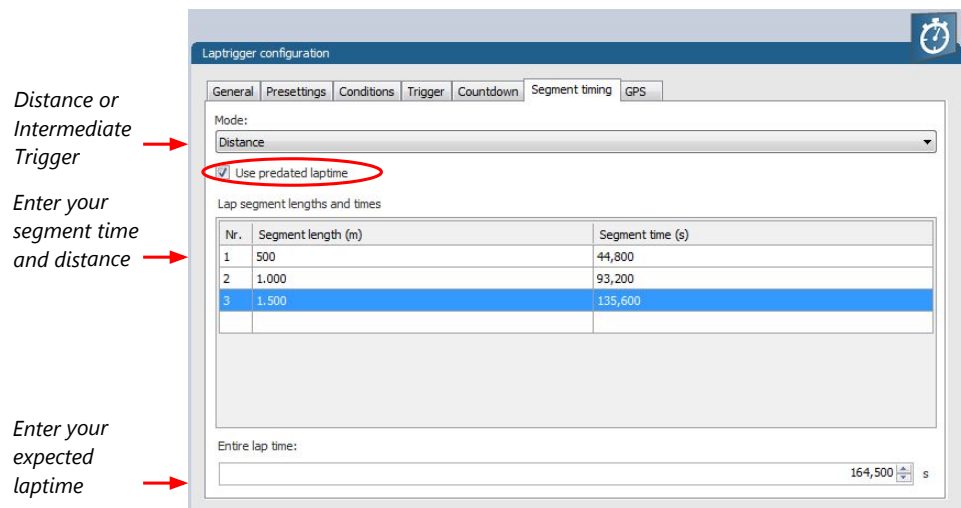 Laptrigger configuration
General Presettings Conditions Trigger Countdown Segment timing GPS
Distance or
Intermediate
Trigger
Mode:
Distance
Use predated laptime
Enter your
segment time
and distance
Lap segment lengths and times
Nr. Segment length (m) Segment time (s)
1 500 44,800
2 1.000 93,200
3 1.500 135,600
Enter your
expected
laptime
Entire lap time:
164,500 s